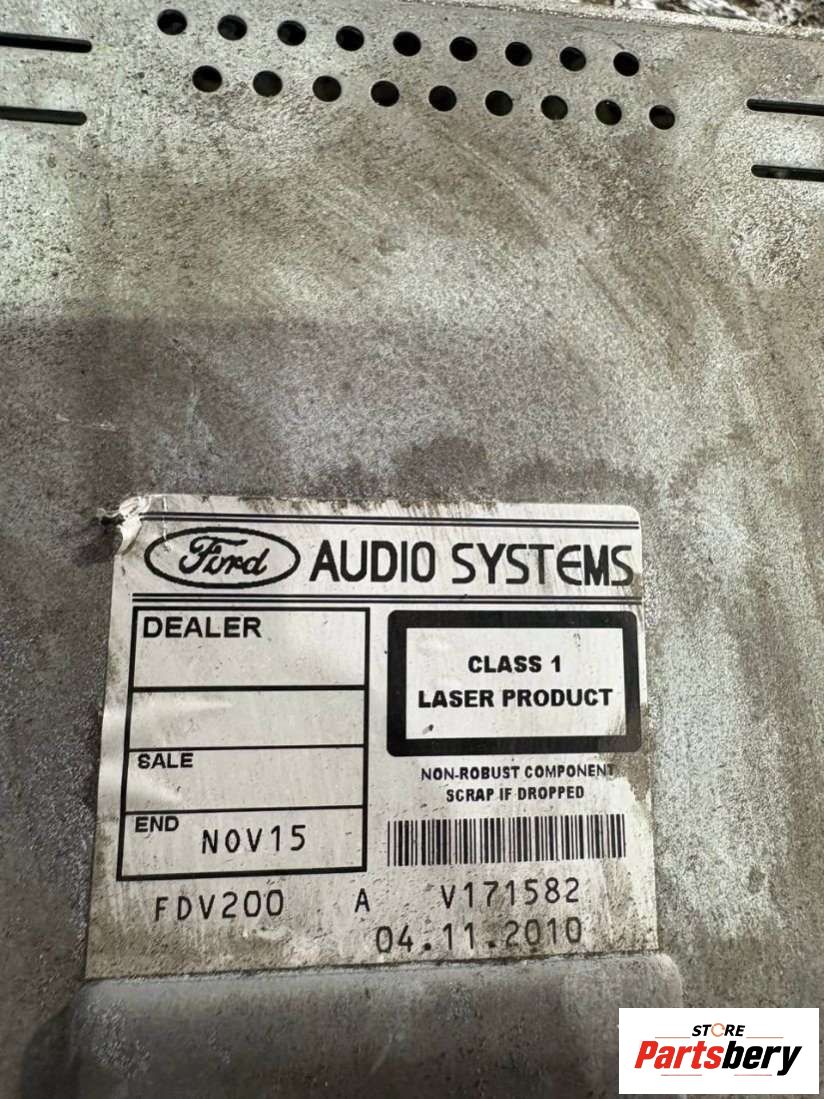 Ford AUDIO SYSTEMS
DEALER
SALE
END NOV15
CLASS 1
LASER PRODUCT
NON-ROBUST COMPONENT
SCRAP IF DROPPED
FDV200 A V171582
04.11.2010
STORE
Partsbery